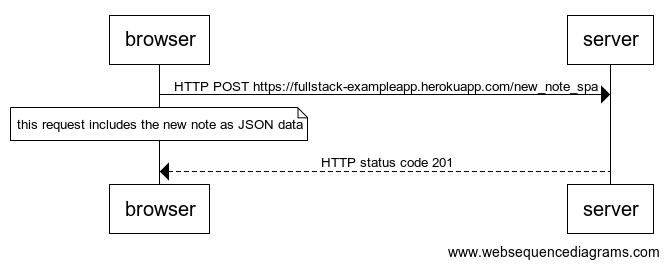 browser
server
HTTP POST https://fullstack-exampleapp.herokuapp.com/new_note_spa
this request includes the new note as JSON data
HTTP status code 201
browser
server
www.websequencediagrams.com